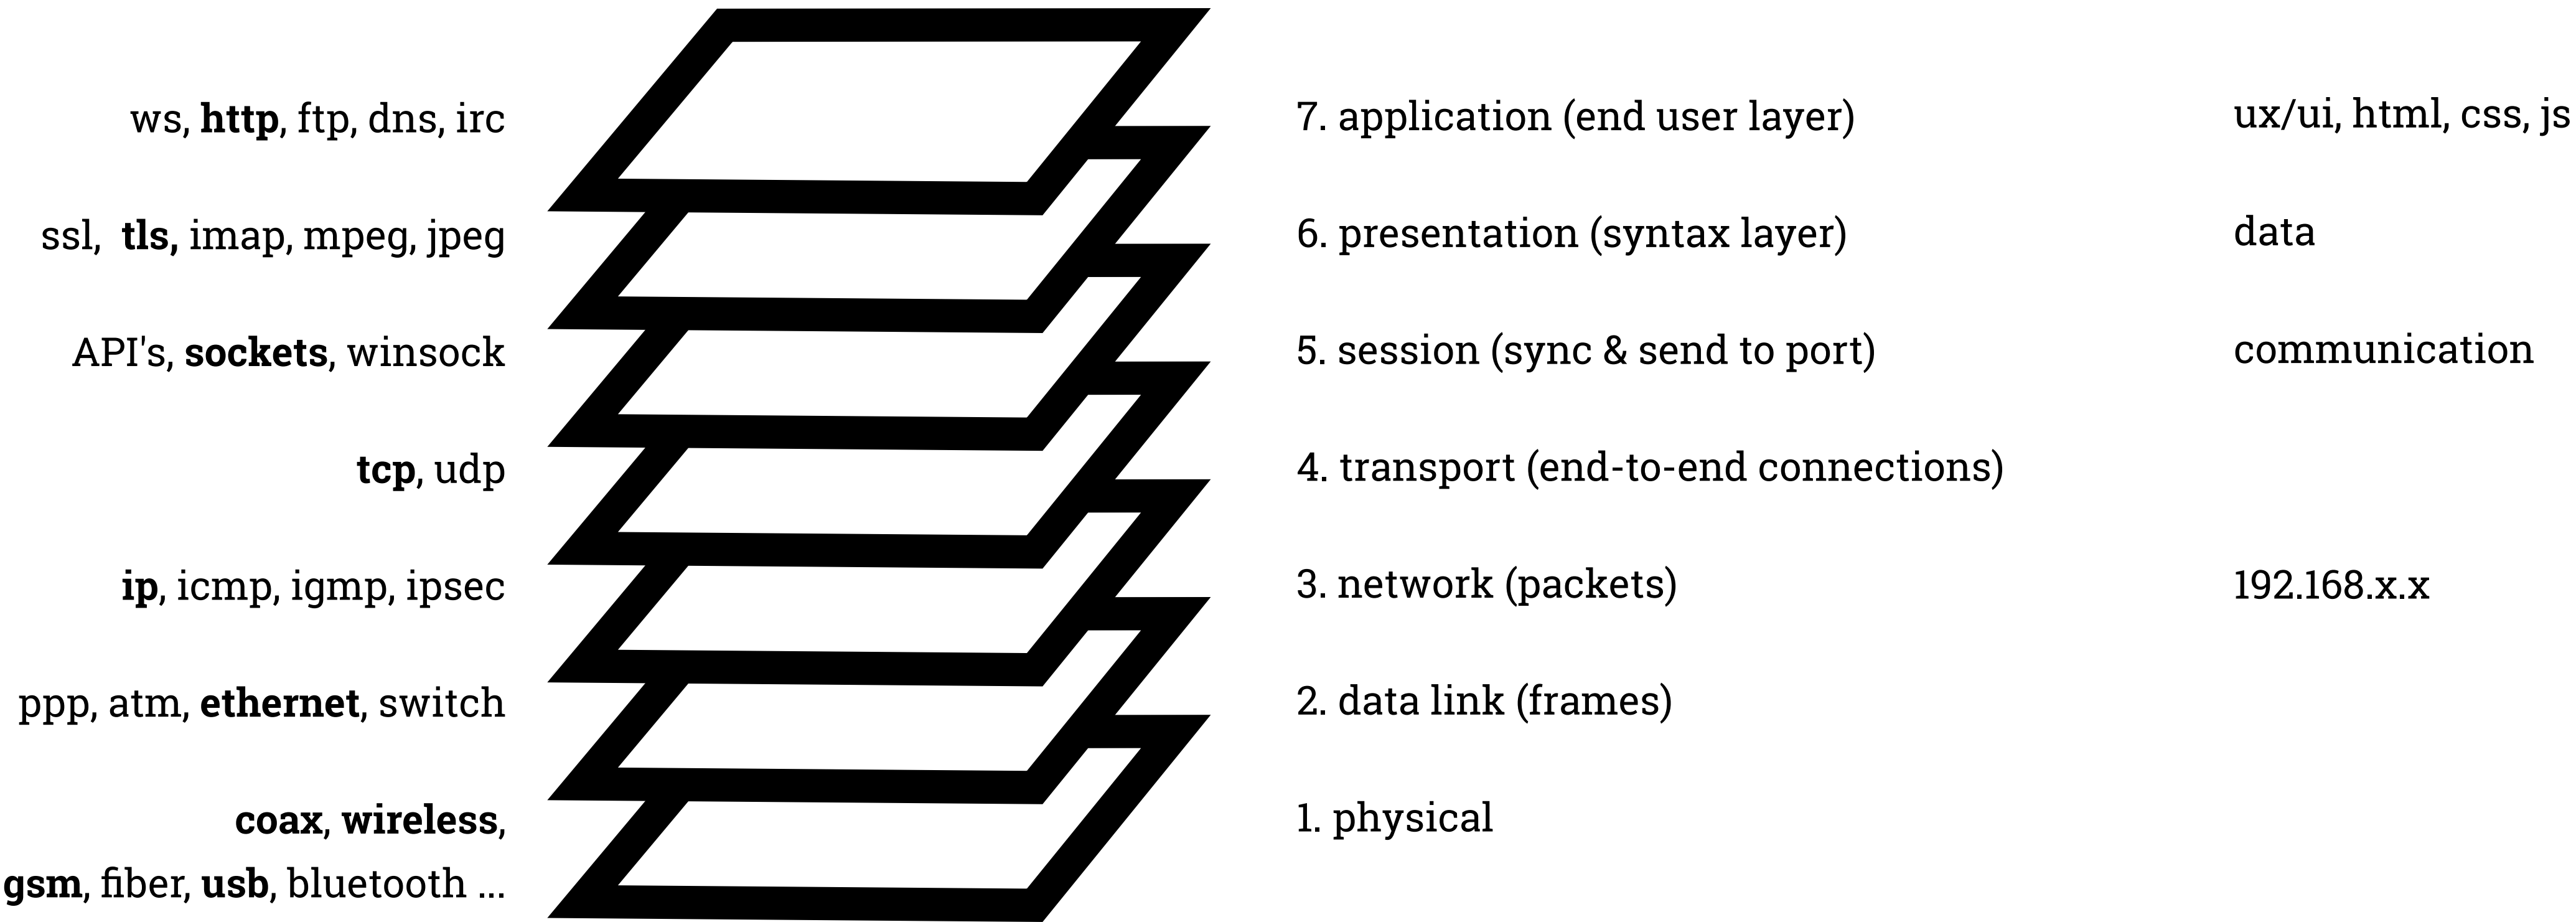 ws, http, ftp, dns, irc
7. application (end user layer)
ux/ui, html, css, js
ssl, tls, imap, mpeg, jpeg
6. presentation (syntax layer)
data
API's, sockets, winsock
5. session (sync & send to port)
communication
tcp, udp
4. transport (end-to-end connections)
ip, icmp, igmp, ipsec
3. network (packets)
192.168.x.x
ppp, atm, ethernet, switch
2. data link (frames)
coax, wireless,
gsm, fiber, usb, bluetooth ...
1. physical